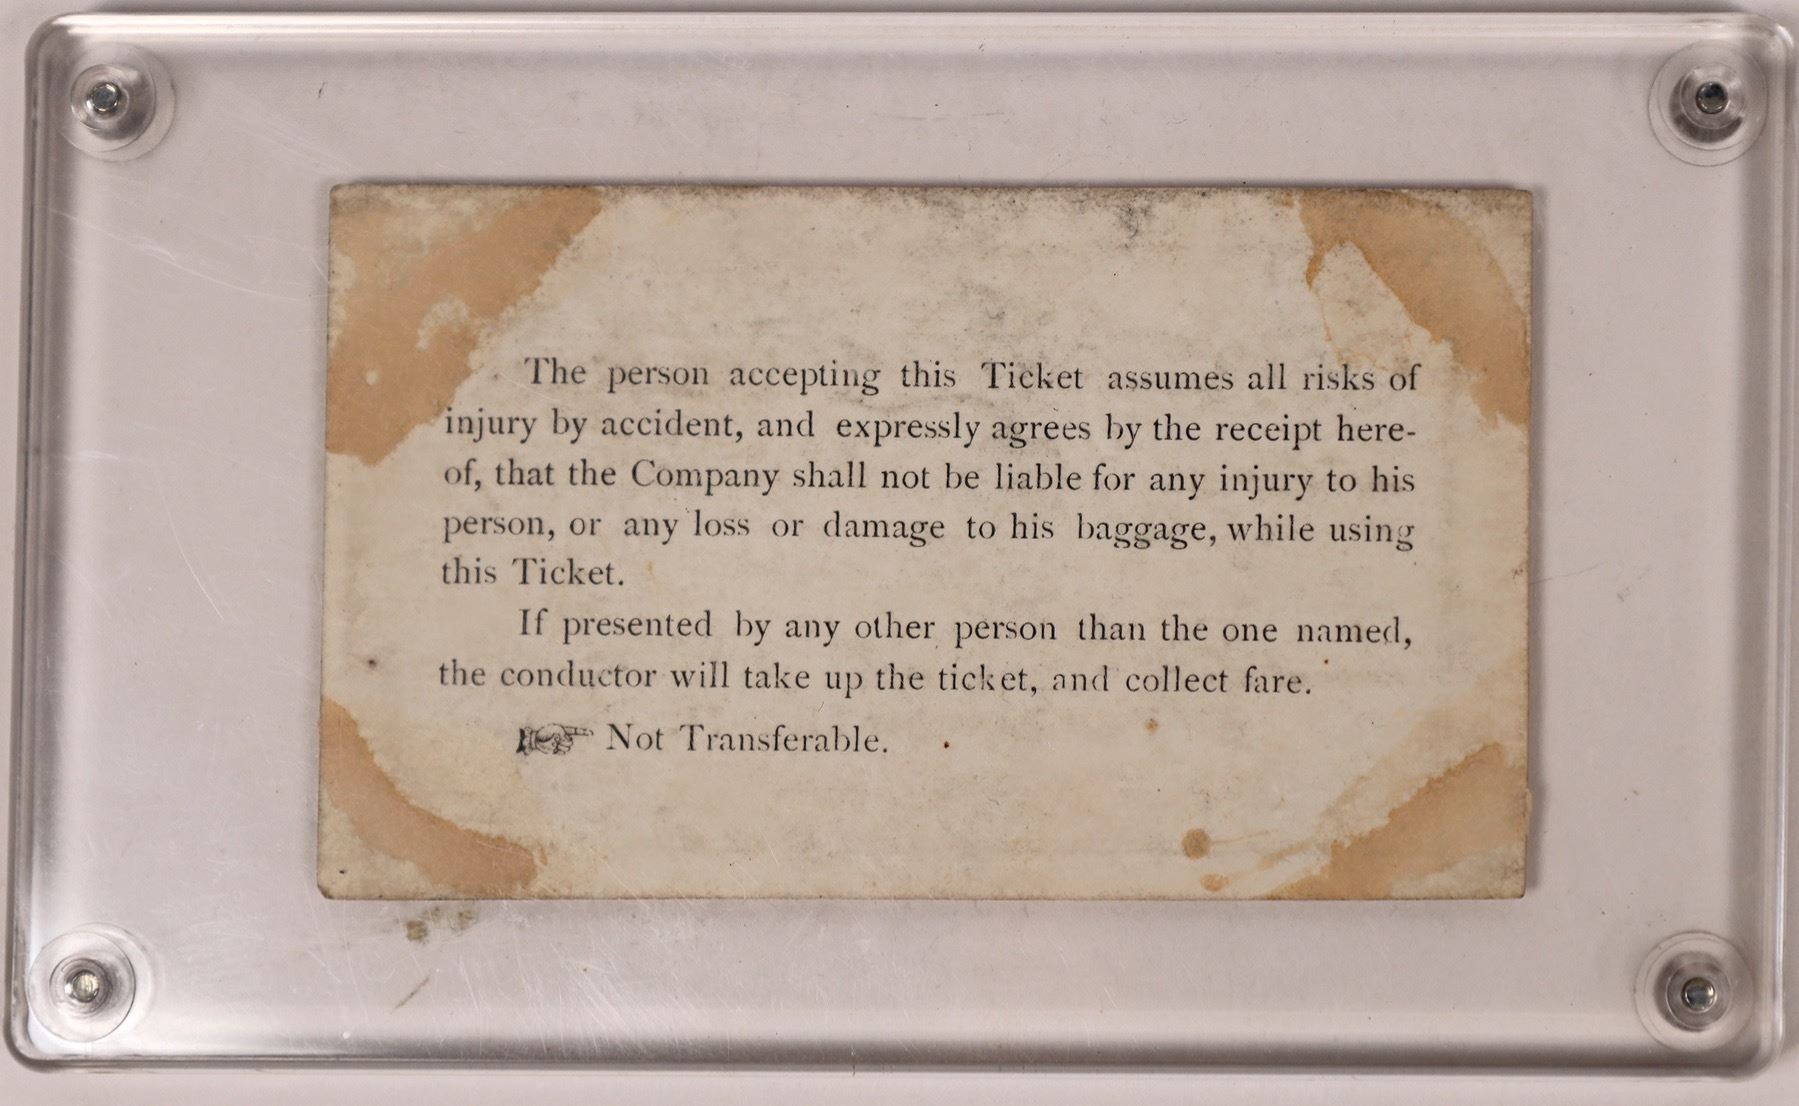 The person accepting this Ticket assumes all risks of
injury by accident, and expressly agrees by the receipt here-
of, that the Company shall not be liable for any injury to his
person, or any loss or damage to his baggage, while using
this Ticket.
If presented by any other person than the one named,
the conductor will take up the ticket, and collect fare.
☞ Not Transferable.